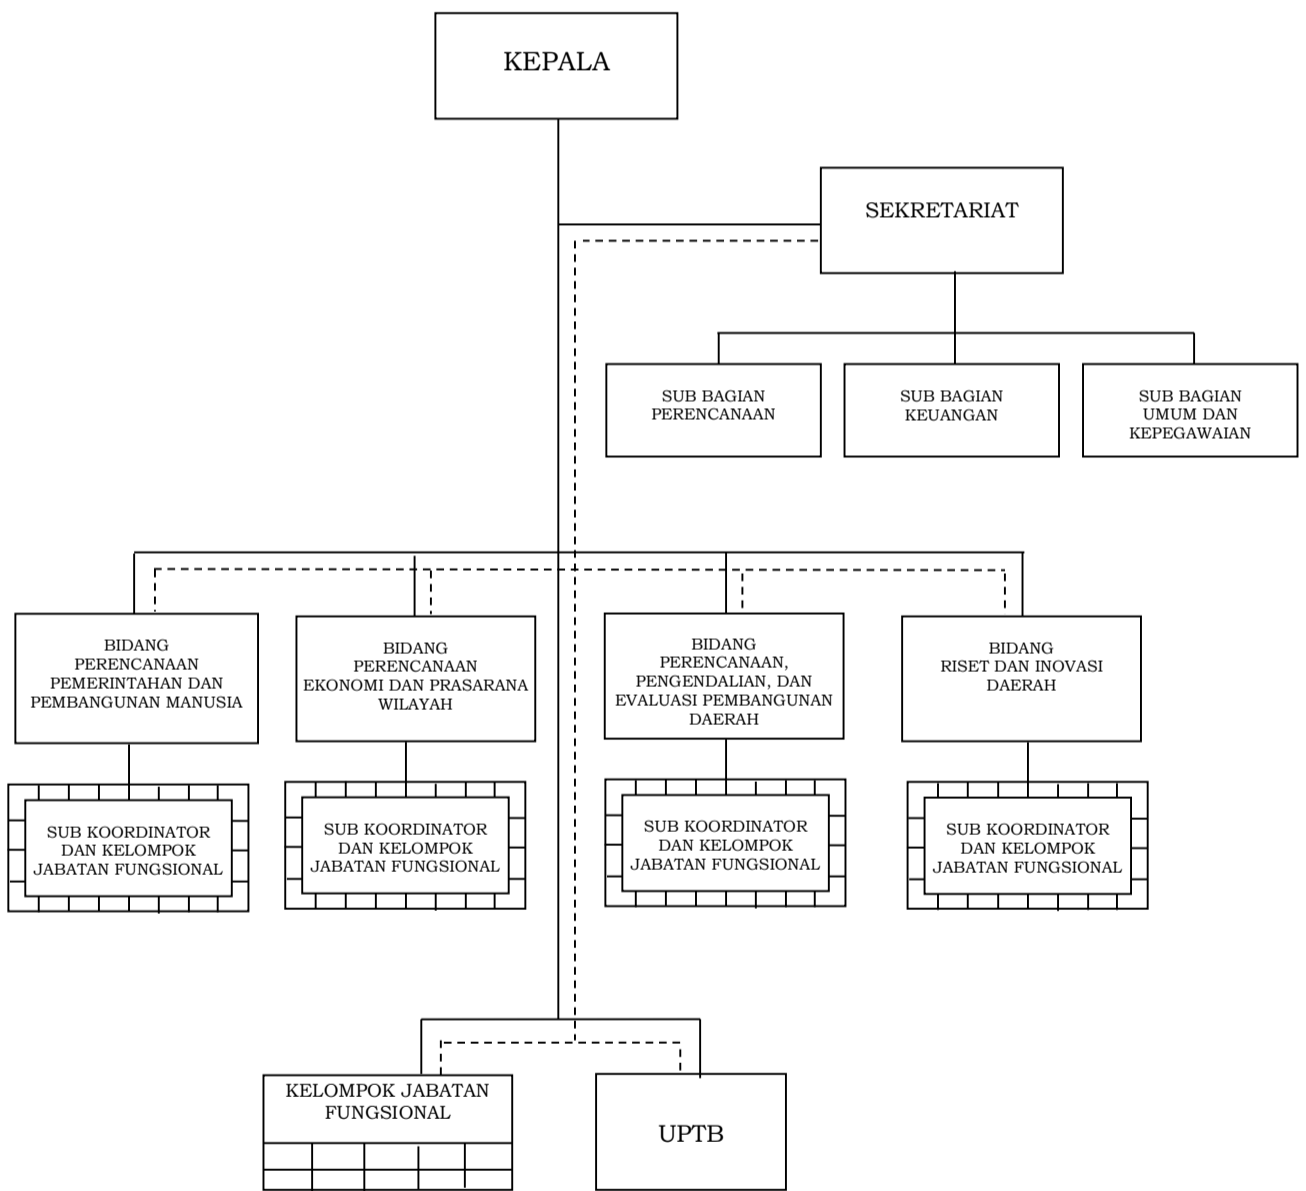 KEPALA
SEKRETARIAT
SUB BAGIAN
PERENCANAAN
SUB BAGIAN
KEUANGAN
SUB BAGIAN
UMUM DAN
KEPEGAWAIAN
BIDANG
PERENCANAAN
PEMERINTAHAN DAN
PEMBANGUNAN MANUSIA
BIDANG
PERENCANAAN
EKONOMI DAN PRASARANA
WILAYAH
BIDANG
PERENCANAAN,
PENGENDALIAN, DAN
EVALUASI PEMBANGUNAN
DAERAH
BIDANG
RISET DAN INOVASI
DAERAH
SUB KOORDINATOR
DAN KELOMPOK
JABATAN FUNGSIONAL
SUB KOORDINATOR
DAN KELOMPOK
JABATAN FUNGSIONAL
SUB KOORDINATOR
DAN KELOMPOK
JABATAN FUNGSIONAL
SUB KOORDINATOR
DAN KELOMPOK
JABATAN FUNGSIONAL
KELOMPOK JABATAN
FUNGSIONAL
UPTB